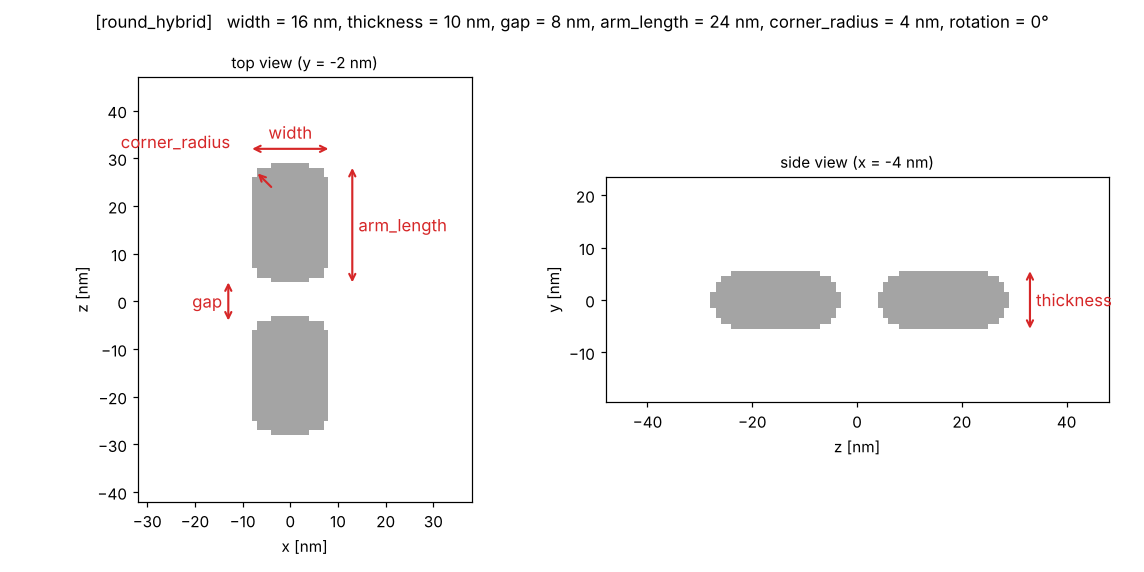 [round_hybrid]   width = 16 nm, thickness = 10 nm, gap = 8 nm, arm_length = 24 nm, corner_radius = 4 nm, rotation = 0°
top view (y = -2 nm)
40
30
20
10
0
−10
−20
−30
−40
z [nm]
corner_radius
width
arm_length
gap
−30 −20 −10 0 10 20 30
x [nm]
side view (x = -4 nm)
20
10
0
−10
y [nm]
thickness
−40 −20 0 20 40
z [nm]